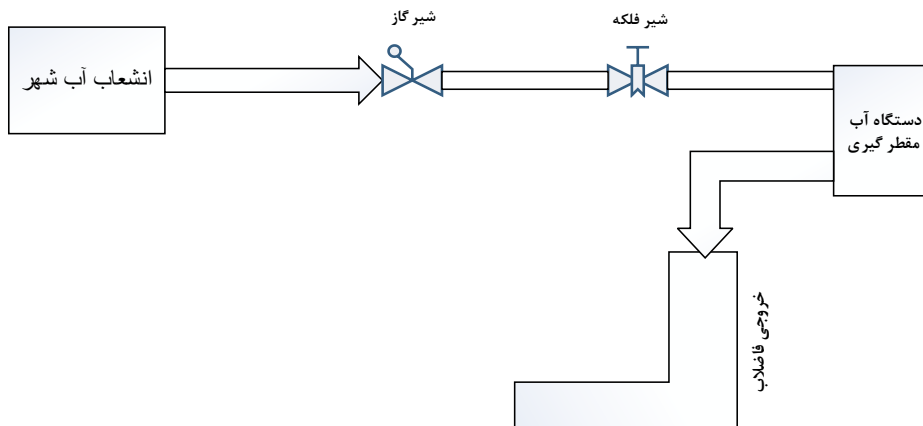 شیر گاز
شیر فلکه
انشعاب آب شهر
دستگاه آب
مقطر گیری
خروجی فاضلاب